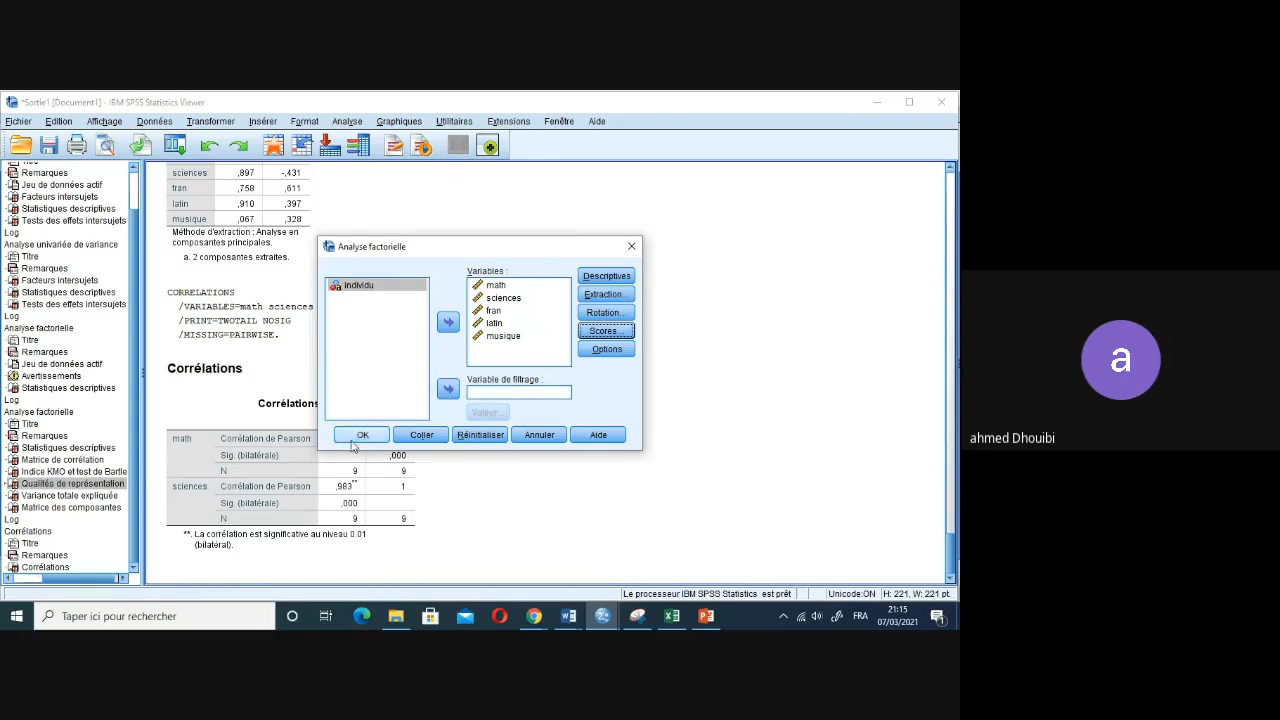 *Sortie1 [Document1] - IBM SPSS Statistics Viewer
Fichier Edition Affichage Données Transformer Insérer Format Analyse Graphiques Utilitaires Extensions Fenêtre Aide
Titre
Remarques
Jeu de données actif
Facteurs intersujets
Statistiques descriptives
Tests des effets intersujets
Log
Analyse univariée de variance
Titre
Remarques
Facteurs intersujets
Statistiques descriptives
Tests des effets intersujets
Log
Analyse factorielle
Titre
Remarques
Jeu de données actif
Avertissements
Statistiques descriptives
Analyse factorielle
Titre
Remarques
Statistiques descriptives
Matrice de corrélation
Indice KMO et test de Bartle
Qualités de représentation
Variance totale expliquée
Matrice des composantes
Log
Corrélations
Titre
Remarques
Corrélations
sciences ,897 -,431
fran ,758 ,611
latin ,910 ,397
musique ,067 ,328
Méthode d'extraction : Analyse en
composantes principales.
a. 2 composantes extraites.
CORRELATIONS
/VARIABLES=math sciences
/PRINT=TWOTAIL NOSIG
/MISSING=PAIRWISE.
Corrélations
Corrélations
math Corrélation de Pearson
Sig. (bilatérale) ,000
N 9 9
sciences Corrélation de Pearson ,983** 1
Sig. (bilatérale) ,000
N 9 9
**. La corrélation est significative au niveau 0.01
(bilatéral).
Analyse factorielle
individu
Variables :
math
sciences
fran
latin
musique
Variable de filtrage :
Valeur...
Descriptives
Extraction...
Rotation...
Scores...
Options
OK Coller Réinitialiser Annuler Aide
Le processeur IBM SPSS Statistics est prêt Unicode:ON H: 221, W: 221 pt.
Taper ici pour rechercher
FRA
21:15
07/03/2021
1
a
ahmed Dhouibi